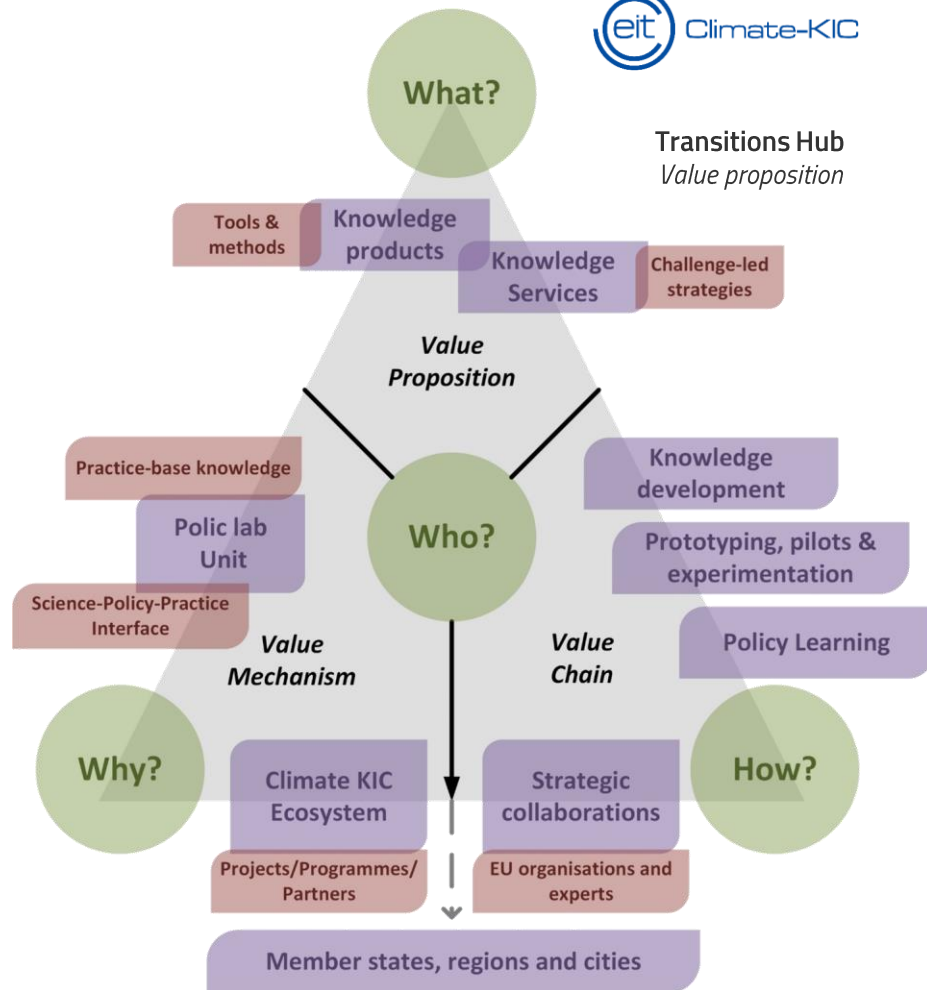 eit Climate-KIC
What?
Transitions Hub
Value proposition
Tools &
methods
Knowledge
products
Knowledge
Services
Challenge-led
strategies
Value
Proposition
Practice-base knowledge
Polic lab
Unit
Science-Policy-Practice
Interface
Who?
Knowledge
development
Prototyping, pilots &
experimentation
Policy Learning
Value
Mechanism
Value
Chain
Why?
Climate KIC
Ecosystem
Projects/Programmes/
Partners
Strategic
collaborations
EU organisations and
experts
How?
Member states, regions and cities